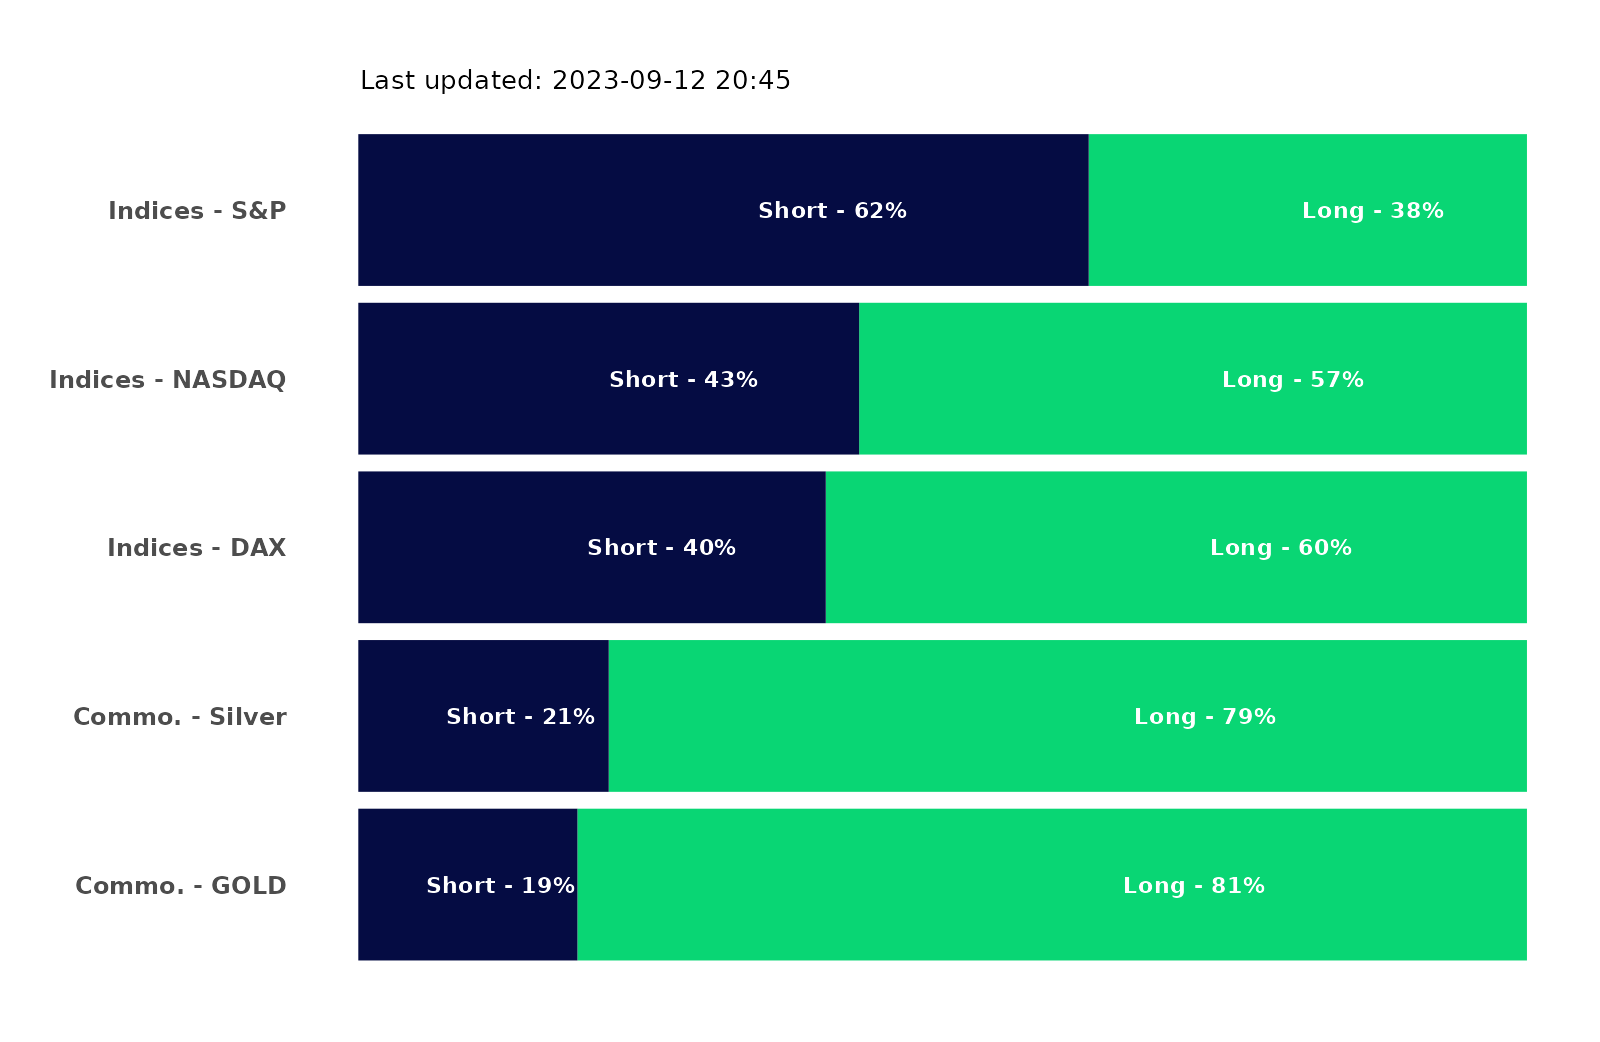 Last updated: 2023-09-12 20:45
Indices - S&P Short - 62% Long - 38%
Indices - NASDAQ Short - 43% Long - 57%
Indices - DAX Short - 40% Long - 60%
Commo. - Silver Short - 21% Long - 79%
Commo. - GOLD Short - 19% Long - 81%